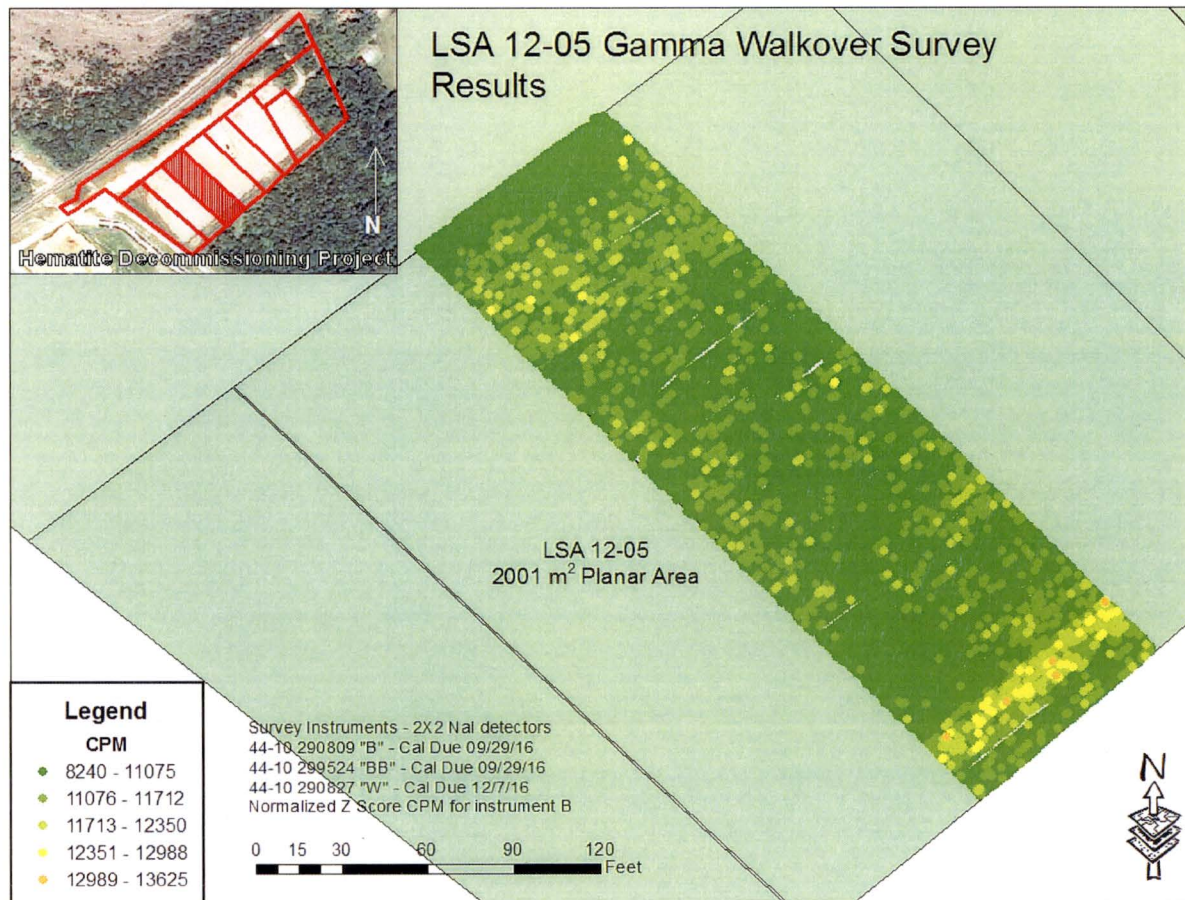 LSA 12-05 Gamma Walkover Survey
Results
N
Hematite Decommissioning Project
LSA 12-05
2001 m² Planar Area
Legend
CPM
8240 - 11075
11076 - 11712
11713 - 12350
12351 - 12988
12989 - 13625
Survey Instruments - 2X2 NaI detectors
44-10 290809 "B" - Cal Due 09/29/16
44-10 299524 "BB" - Cal Due 09/29/16
44-10 290827 "W" - Cal Due 12/7/16
Normalized Z Score CPM for instrument B
0 15 30 60 90 120
Feet
N